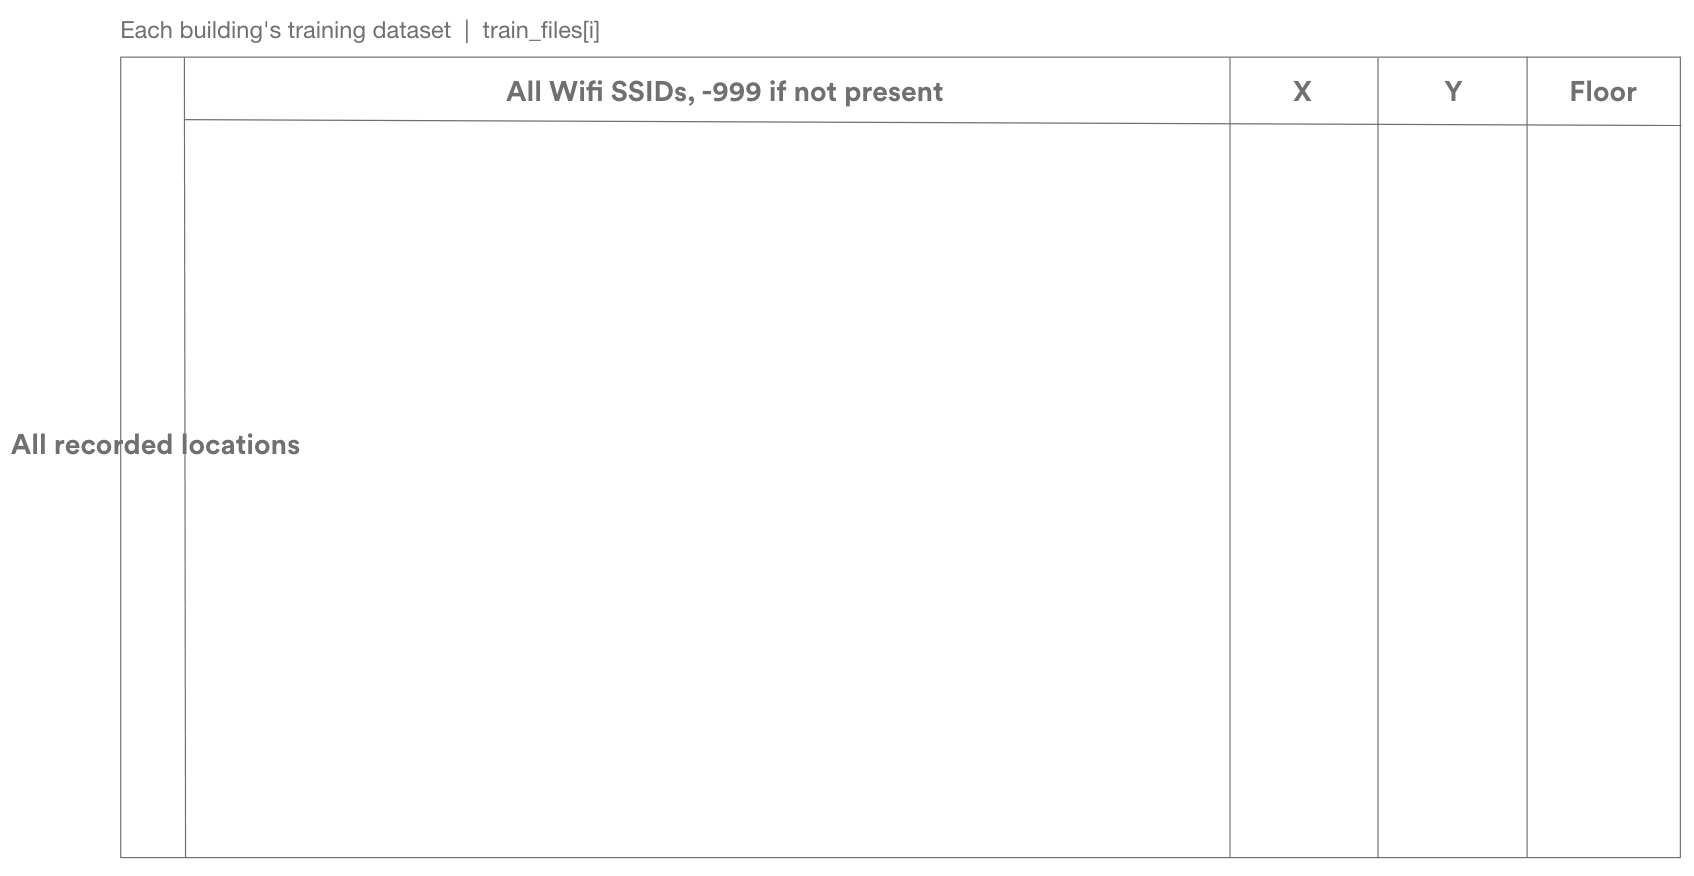 Each building's training dataset | train_files[i]
All Wifi SSIDs, -999 if not present
X
Y
Floor
All recorded locations